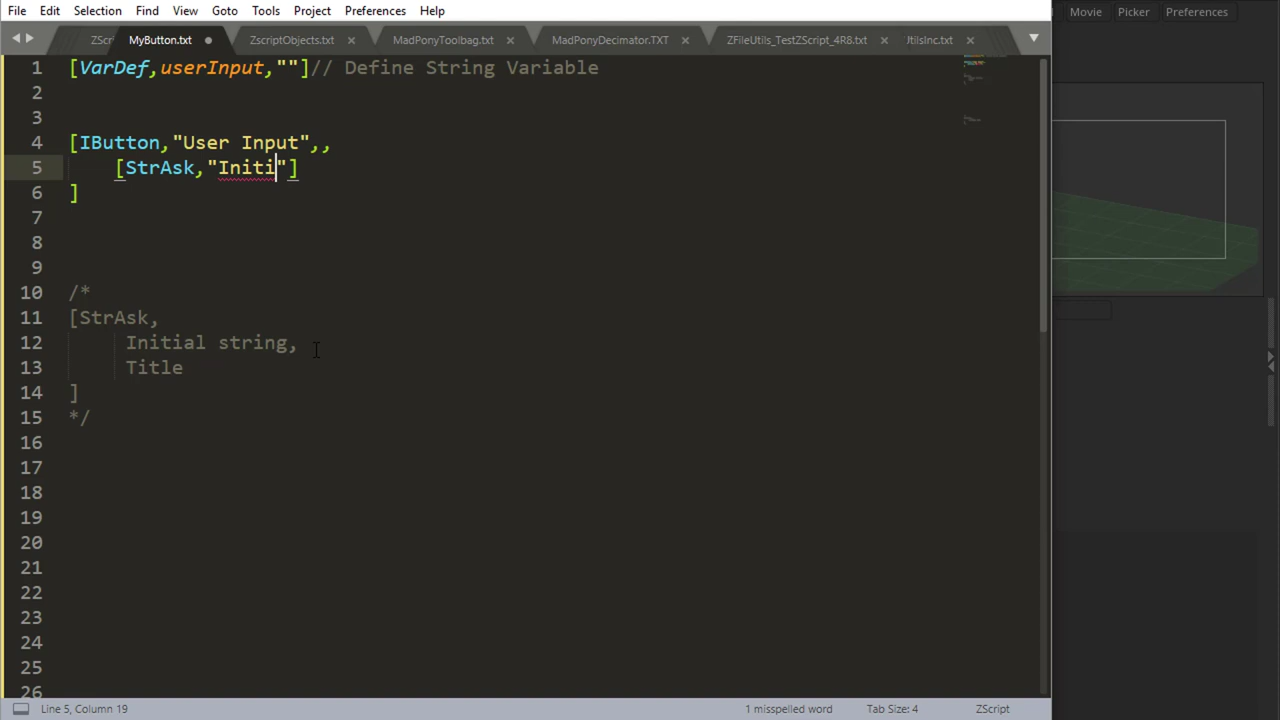 File Edit Selection Find View Goto Tools Project Preferences Help
Movie Picker Preferences
ZScr MyButton.txt ZscriptObjects.txt MadPonyToolbag.txt MadPonyDecimator.TXT ZFileUtils_TestZScript_4R8.txt JtilsInc.txt
1 [VarDef,userInput,""]// Define String Variable
2
3
4 [IButton,"User Input",,
5 [StrAsk,"Initi"]
6 ]
7
8
9
10 /*
11 [StrAsk,
12 Initial string,
13 Title
14 ]
15 */
16
17
18
19
20
21
22
23
24
25
26
Line 5, Column 19 1 misspelled word Tab Size: 4 ZScript